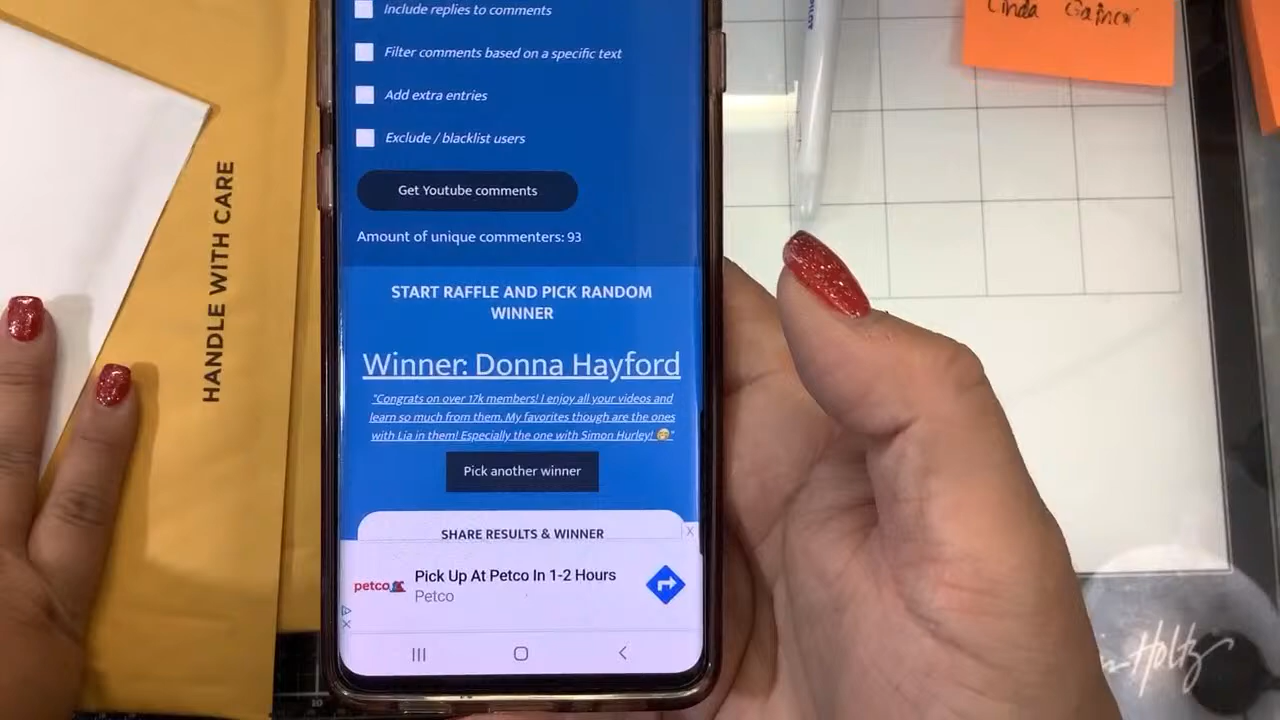 Include replies to comments
Filter comments based on a specific text
Add extra entries
Exclude / blacklist users
Get Youtube comments
Amount of unique commenters: 93
START RAFFLE AND PICK RANDOM
WINNER
Winner: Donna Hayford
"Congrats on over 17k members! I enjoy all your videos and
learn so much from them. My favorites though are the ones
with Lia in them! Especially the one with Simon Hurley! 🤭"
Pick another winner
SHARE RESULTS & WINNER
X
petco
Pick Up At Petco In 1-2 Hours
Petco
HANDLE WITH CARE
PILOT
Linda
Holtz
10